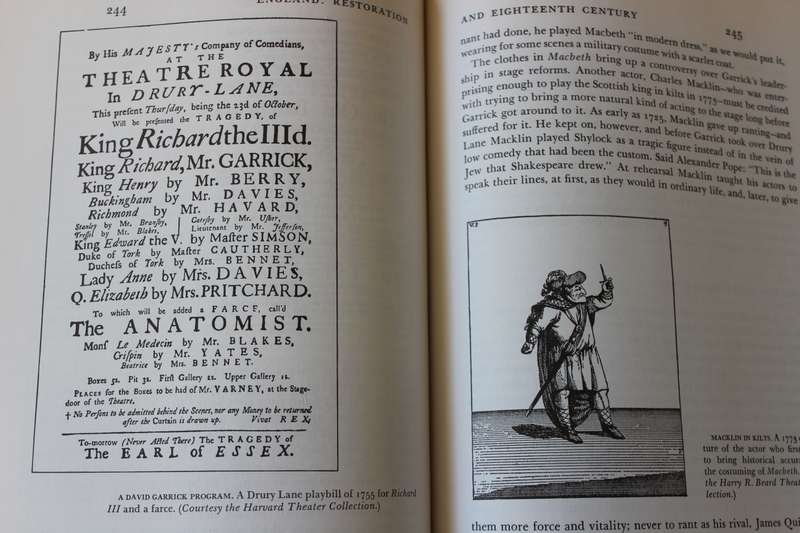 244
ENGLAND: RESTORATION
By His MAJESTY's Company of Comedians,
AT THE
THEATRE ROYAL
In DRURY-LANE,
This preſent Thurſday, being the 23d of October,
Will be preſented the TRAGEDY, of
King Richard the IIId.
King Richard, Mr. GARRICK,
King Henry by Mr. BERRY,
Buckingham by Mr. DAVIES,
Richmond by Mr. HAVARD,
Stanley by Mr. Bransby, Catesby by Mr. Uſher,
Treſſel by Mr. Blakes, Lieutenant by Mr. Jefferſon,
King Edward the V. by Maſter SIMSON,
Duke of York by Maſter CAUTHERLY,
Ducheſs of York by Mrs. BENNET,
Lady Anne by Mrs. DAVIES,
Q. Elizabeth by Mrs. PRITCHARD.
To which will be added a FARCE, call'd
The ANATOMIST.
Monſ Le Medecin by Mr. BLAKES,
Criſpin by Mr. YATES,
Beatrice by Mrs. BENNET.
Boxes 5s. Pit 3s. Firſt Gallery 2s. Upper Gallery 1s.
PLACES for the Boxes to be had of Mr. VARNEY, at the Stage-
door of the Theatre.
† No Perſons to be admitted behind the Scenes, nor any Money to be returned
after the Curtain is drawn up. Vivat REX,
To-morrow (Never Acted There) The TRAGEDY of
The EARL of ESSEX.
A DAVID GARRICK PROGRAM. A Drury Lane playbill of 1755 for Richard
III and a farce. (Courtesy the Harvard Theater Collection.)
AND EIGHTEENTH CENTURY
245
nant had done, he played Macbeth "in modern dress," as we would put it,
wearing for some scenes a military costume with a scarlet coat.
The clothes in Macbeth bring up a controversy over Garrick's leader-
ship in stage reforms. Another actor, Charles Macklin—who was enter-
prising enough to play the Scottish king in kilts in 1775—must be credited
with trying to bring a more natural kind of acting to the stage long before
Garrick got around to it. As early as 1725, Macklin gave up ranting—and
suffered for it. He kept on, however, and before Garrick took over Drury
Lane Macklin played Shylock as a tragic figure instead of in the vein of
low comedy that had been the custom. Said Alexander Pope: "This is the
Jew that Shakespeare drew." At rehearsal Macklin taught his actors to
speak their lines, at first, as they would in ordinary life, and, later, to give
MACKLIN IN KILTS. A 1773
ture of the actor who first
to bring historical accur
the costuming of Macbeth.
the Harry R. Beard Theat
lection.)
them more force and vitality; never to rant as his rival, James Qui